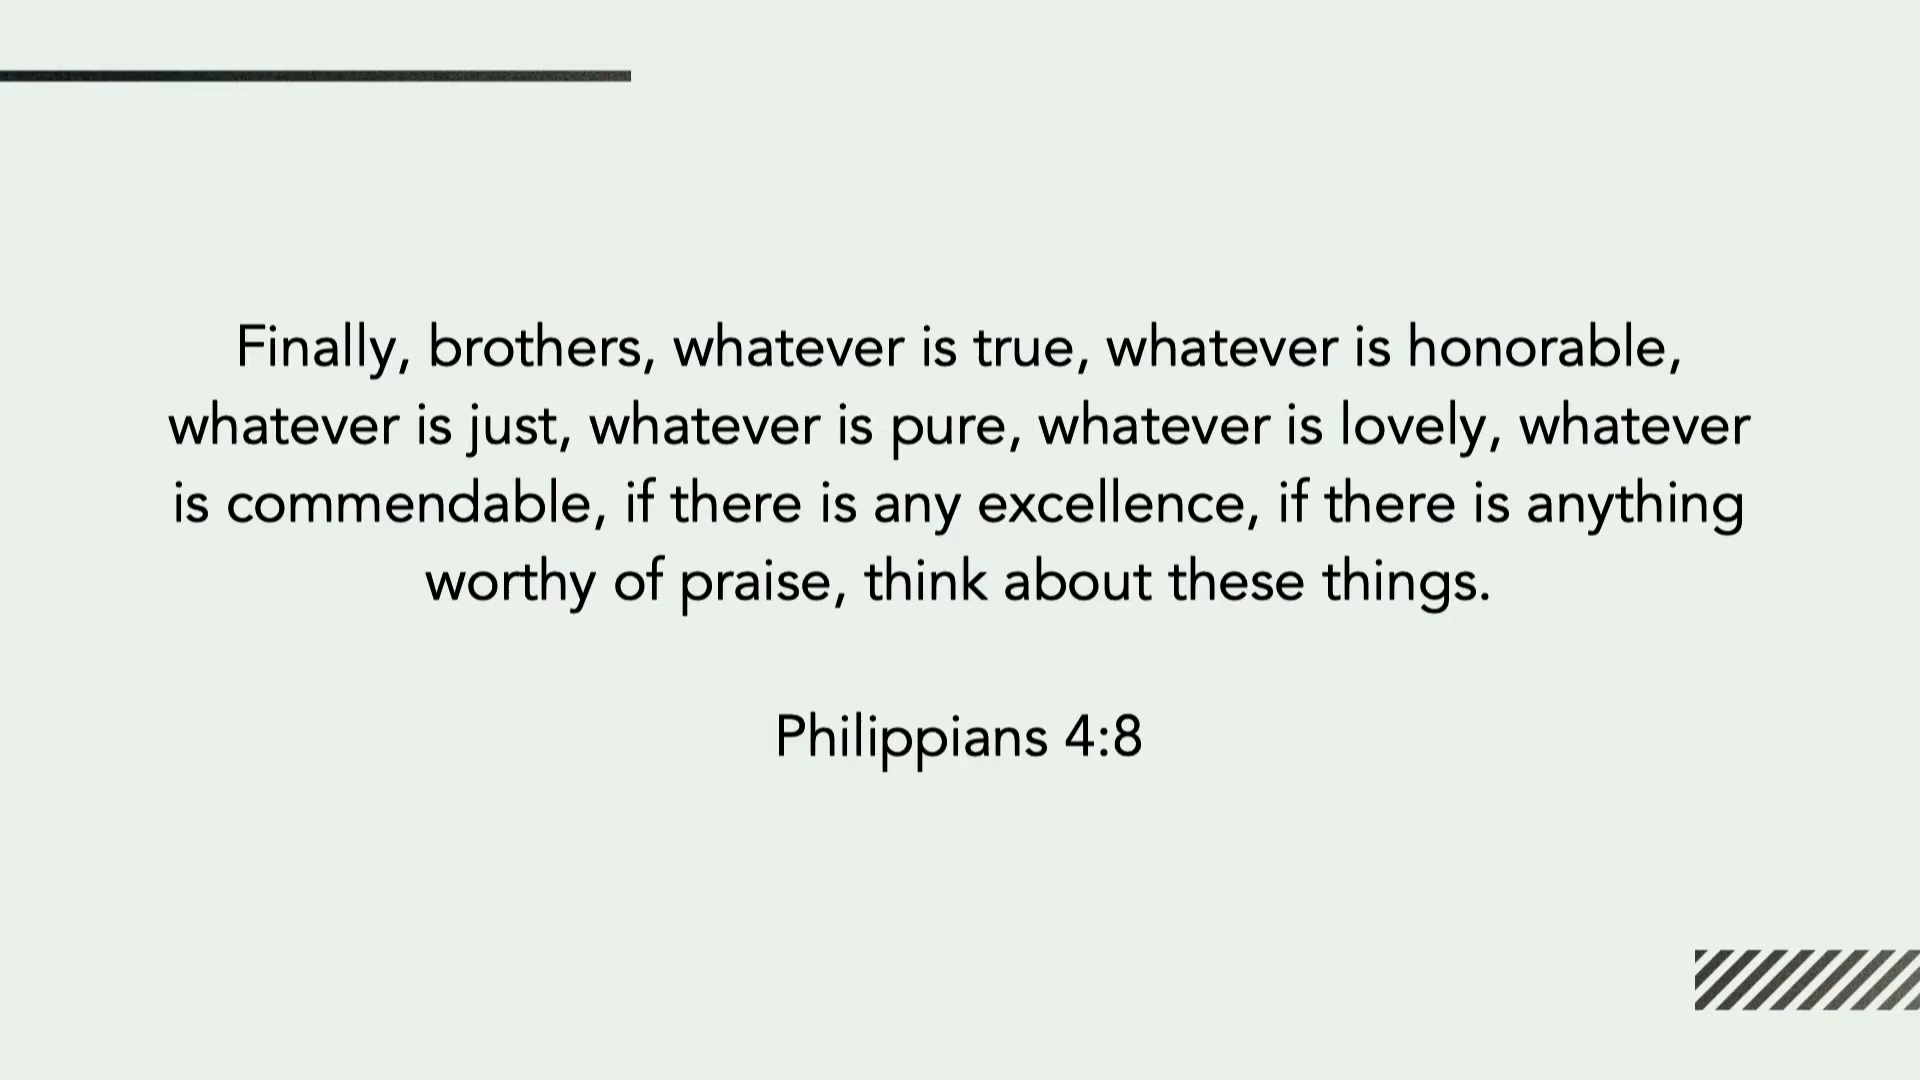 Finally, brothers, whatever is true, whatever is honorable,
whatever is just, whatever is pure, whatever is lovely, whatever
is commendable, if there is any excellence, if there is anything
worthy of praise, think about these things.
Philippians 4:8